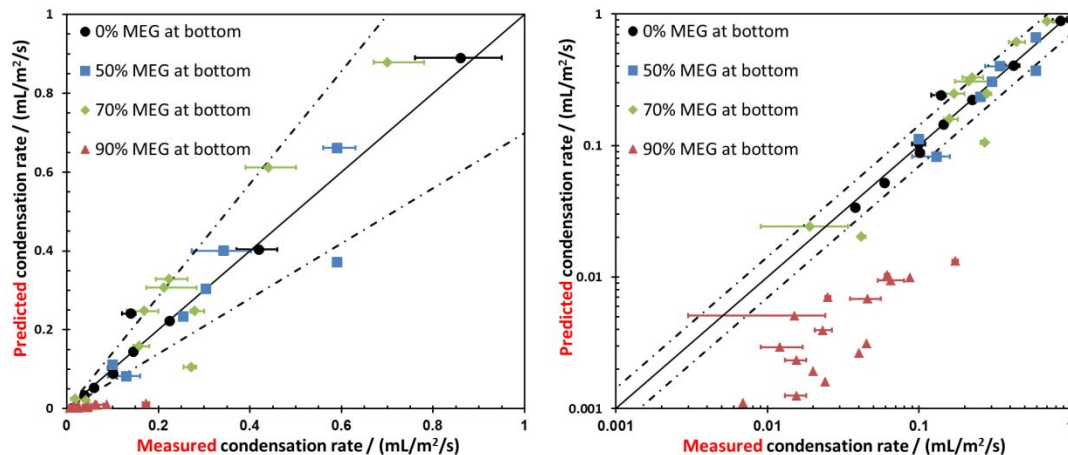 Predicted condensation rate / (mL/m²/s)
1
0.8
0.6
0.4
0.2
0
0% MEG at bottom
50% MEG at bottom
70% MEG at bottom
90% MEG at bottom
0
0.2
0.4
0.6
0.8
1
Measured condensation rate / (mL/m²/s)
Predicted condensation rate / (mL/m²/s)
1
0.1
0.01
0.001
0% MEG at bottom
50% MEG at bottom
70% MEG at bottom
90% MEG at bottom
0.001
0.01
0.1
1
Measured condensation rate / (mL/m²/s)